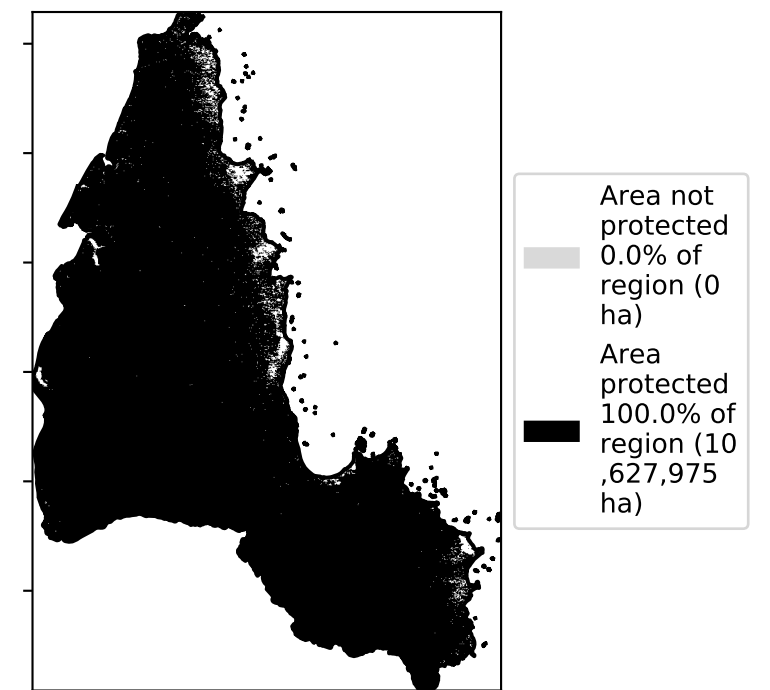 Area not
protected
0.0% of
region (0
ha)
Area
protected
100.0% of
region (10
,627,975
ha)